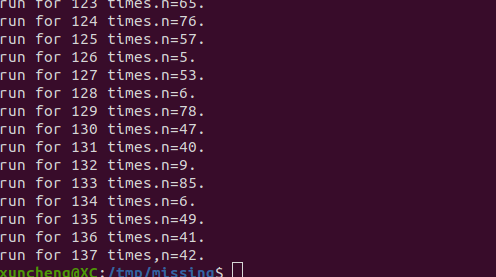 run for 123 times.n=65.
run for 124 times.n=76.
run for 125 times.n=57.
run for 126 times.n=5.
run for 127 times.n=53.
run for 128 times.n=6.
run for 129 times.n=78.
run for 130 times.n=47.
run for 131 times.n=40.
run for 132 times.n=9.
run for 133 times.n=85.
run for 134 times.n=6.
run for 135 times.n=49.
run for 136 times.n=41.
run for 137 times,n=42.
xuncheng@XC:/tmp/missing$